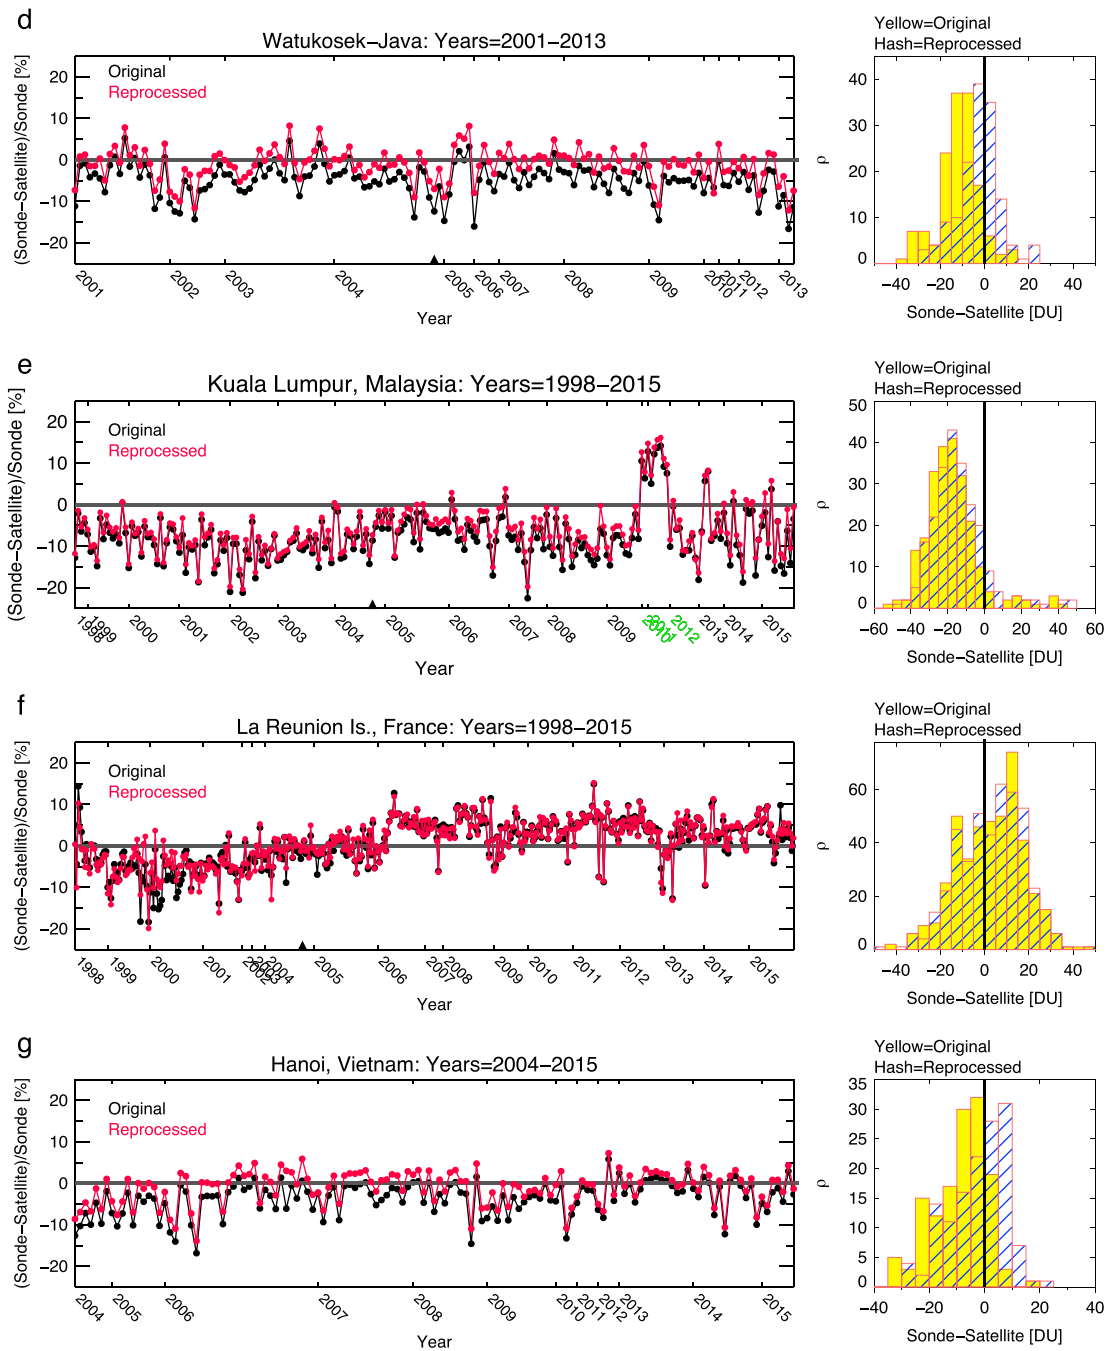 d
Watukosek−Java: Years=2001−2013
(Sonde−Satellite)/Sonde [%]
20
10
0
−10
−20
Original
Reprocessed
2001
2002
2003
2004
2005
2006
2007
2008
2009
2010
2011
2012
2013
Year
Yellow=Original
Hash=Reprocessed
ρ
40
30
20
10
0
−40 −20 0 20 40
Sonde−Satellite [DU]
e
Kuala Lumpur, Malaysia: Years=1998−2015
(Sonde−Satellite)/Sonde [%]
20
10
0
−10
−20
Original
Reprocessed
1998
1999
2000
2001
2002
2003
2004
2005
2006
2007
2008
2009
2010
2011
2012
2013
2014
2015
Year
Yellow=Original
Hash=Reprocessed
ρ
50
40
30
20
10
0
−60 −40 −20 0 20 40 60
Sonde−Satellite [DU]
f
La Reunion Is., France: Years=1998−2015
(Sonde−Satellite)/Sonde [%]
20
10
0
−10
−20
Original
Reprocessed
1998
1999
2000
2001
2002
2003
2004
2005
2006
2007
2008
2009
2010
2011
2012
2013
2014
2015
Year
Yellow=Original
Hash=Reprocessed
ρ
60
40
20
0
−40 −20 0 20 40
Sonde−Satellite [DU]
g
Hanoi, Vietnam: Years=2004−2015
(Sonde−Satellite)/Sonde [%]
20
10
0
−10
−20
Original
Reprocessed
2004
2005
2006
2007
2008
2009
2010
2011
2012
2013
2014
2015
Year
Yellow=Original
Hash=Reprocessed
ρ
35
30
25
20
15
10
5
0
−40 −20 0 20 40
Sonde−Satellite [DU]